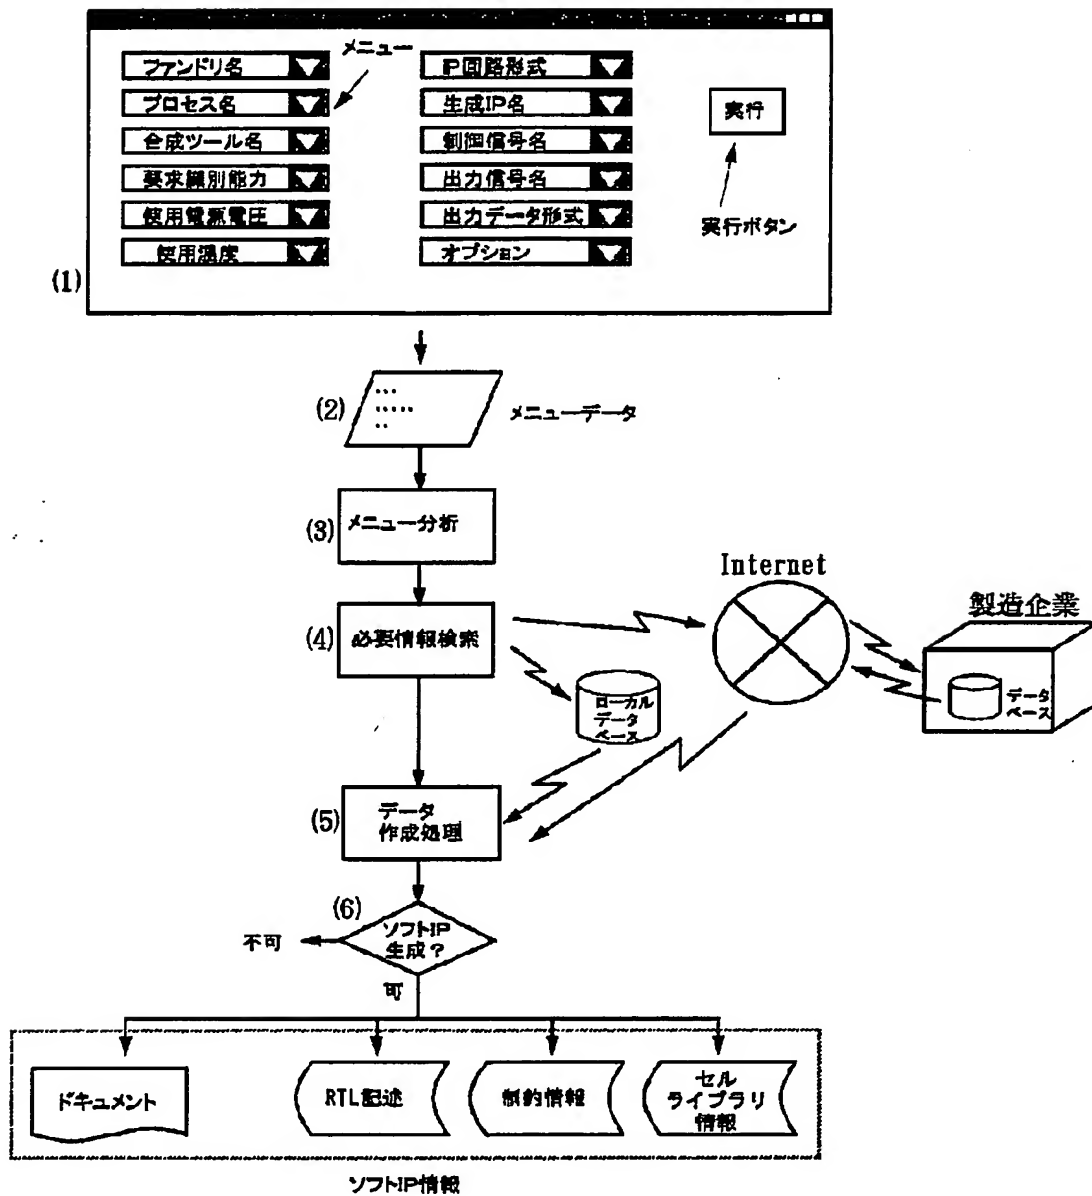 メニュー
ファンドリ名
IP回路形式
プロセス名
生成IP名
実行
合成ツール名
制御信号名
要求識別能力
出力信号名
使用電源電圧
出力データ形式
実行ボタン
使用温度
オプション
(1)
(2)
メニューデータ
(3)
メニュー分析
Internet
製造企業
(4)
必要情報検索
ローカル
データ
ベース
データ
ベース
(5)
データ
作成処理
(6)
ソフトIP
生成?
不可
可
ドキュメント
RTL記述
制約情報
セル
ライブラリ
情報
ソフトIP情報